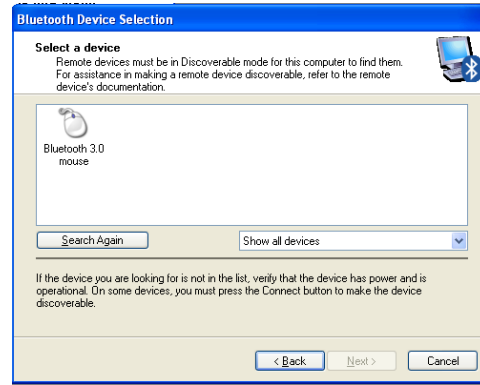 Bluetooth Device Selection
Select a device
Remote devices must be in Discoverable mode for this computer to find them.
For assistance in making a remote device discoverable, refer to the remote
device's documentation.
Bluetooth 3.0
mouse
Search Again
Show all devices
If the device you are looking for is not in the list, verify that the device has power and is
operational. On some devices, you must press the Connect button to make the device
discoverable.
< Back
Next >
Cancel